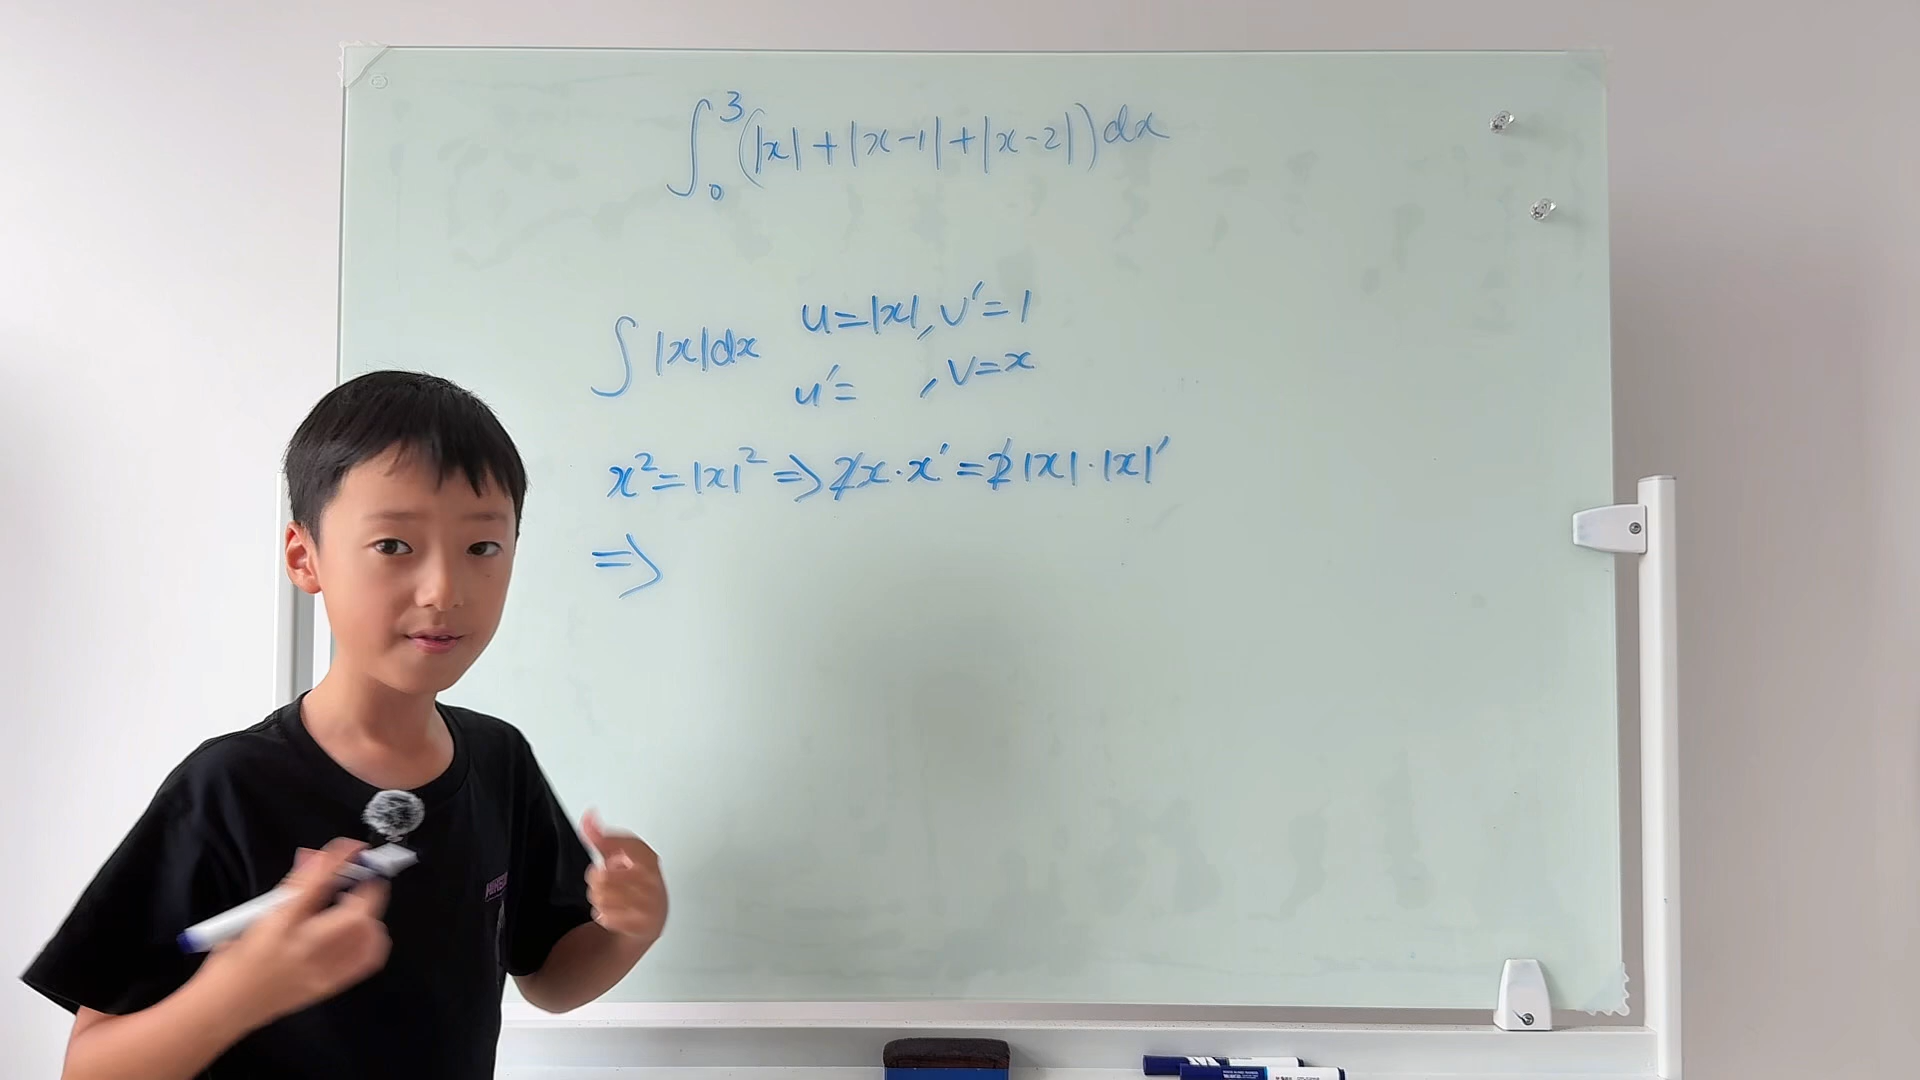 ∫₀³(|x|+|x-1|+|x-2|)dx
∫|x|dx u=|x|, v'=1
u'= , v=x
x²=|x|² ⇒ 2x·x'=2|x|·|x|'
⇒